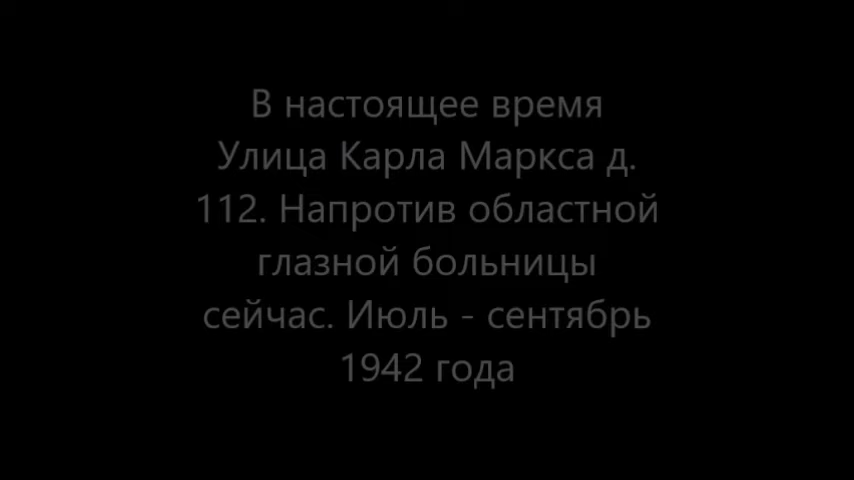 В настоящее время
Улица Карла Маркса д.
112. Напротив областной
глазной больницы
сейчас. Июль - сентябрь
1942 года